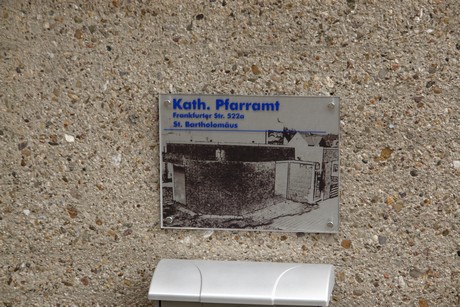 Kath. Pfarramt
Frankfurter Str. 522a
St. Bartholomäus